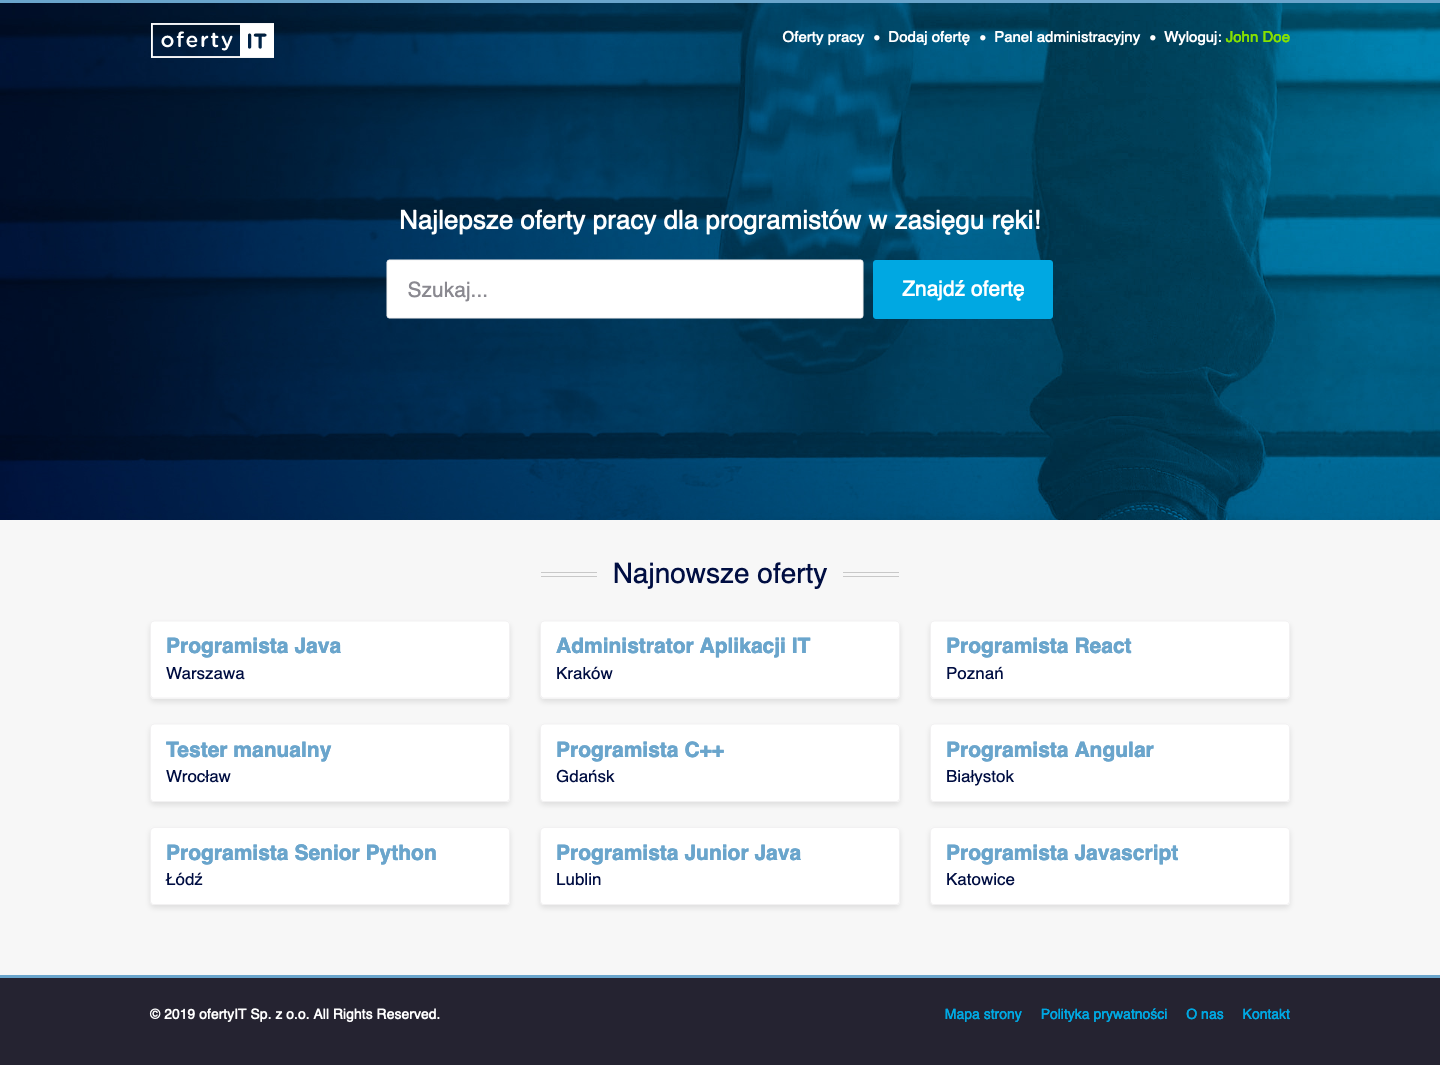 oferty IT
Oferty pracy • Dodaj ofertę • Panel administracyjny • Wyloguj: John Doe
Najlepsze oferty pracy dla programistów w zasięgu ręki!
Szukaj...
Znajdź ofertę
Najnowsze oferty
Programista Java
Warszawa
Administrator Aplikacji IT
Kraków
Programista React
Poznań
Tester manualny
Wrocław
Programista C++
Gdańsk
Programista Angular
Białystok
Programista Senior Python
Łódź
Programista Junior Java
Lublin
Programista Javascript
Katowice
© 2019 ofertyIT Sp. z o.o. All Rights Reserved.
Mapa strony Polityka prywatności O nas Kontakt